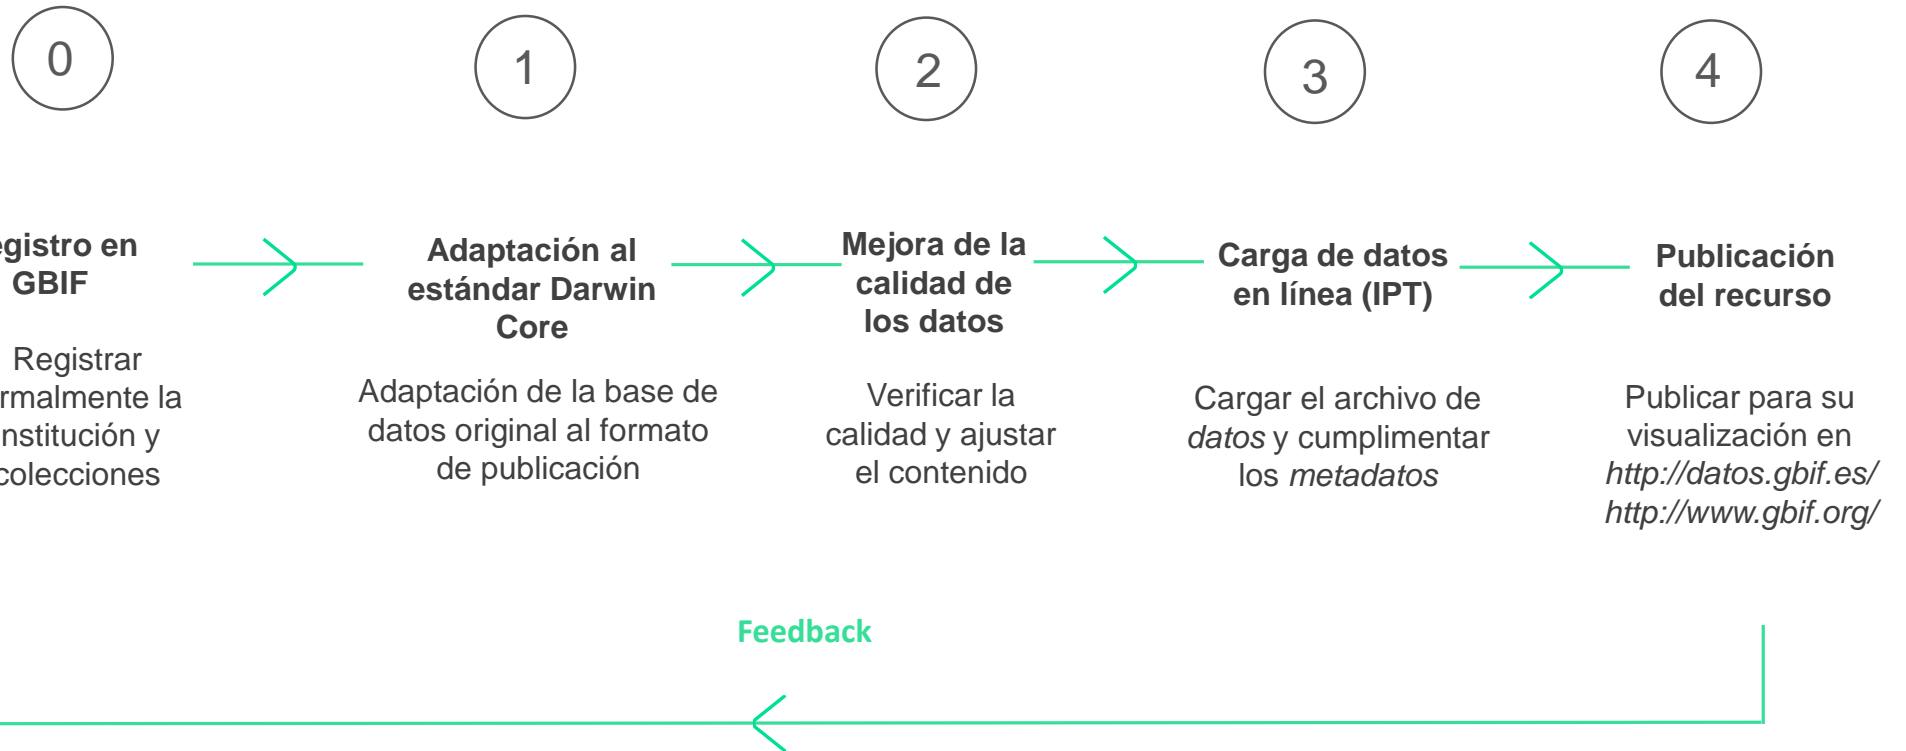 0
1
2
3
4
egistro en
GBIF
Registrar
rmalmente la
nstitución y
colecciones
Adaptación al
estándar Darwin
Core
Adaptación de la base de
datos original al formato
de publicación
Mejora de la
calidad de
los datos
Verificar la
calidad y ajustar
el contenido
Carga de datos
en línea (IPT)
Cargar el archivo de
datos y cumplimentar
los metadatos
Publicación
del recurso
Publicar para su
visualización en
http://datos.gbif.es/
http://www.gbif.org/
Feedback